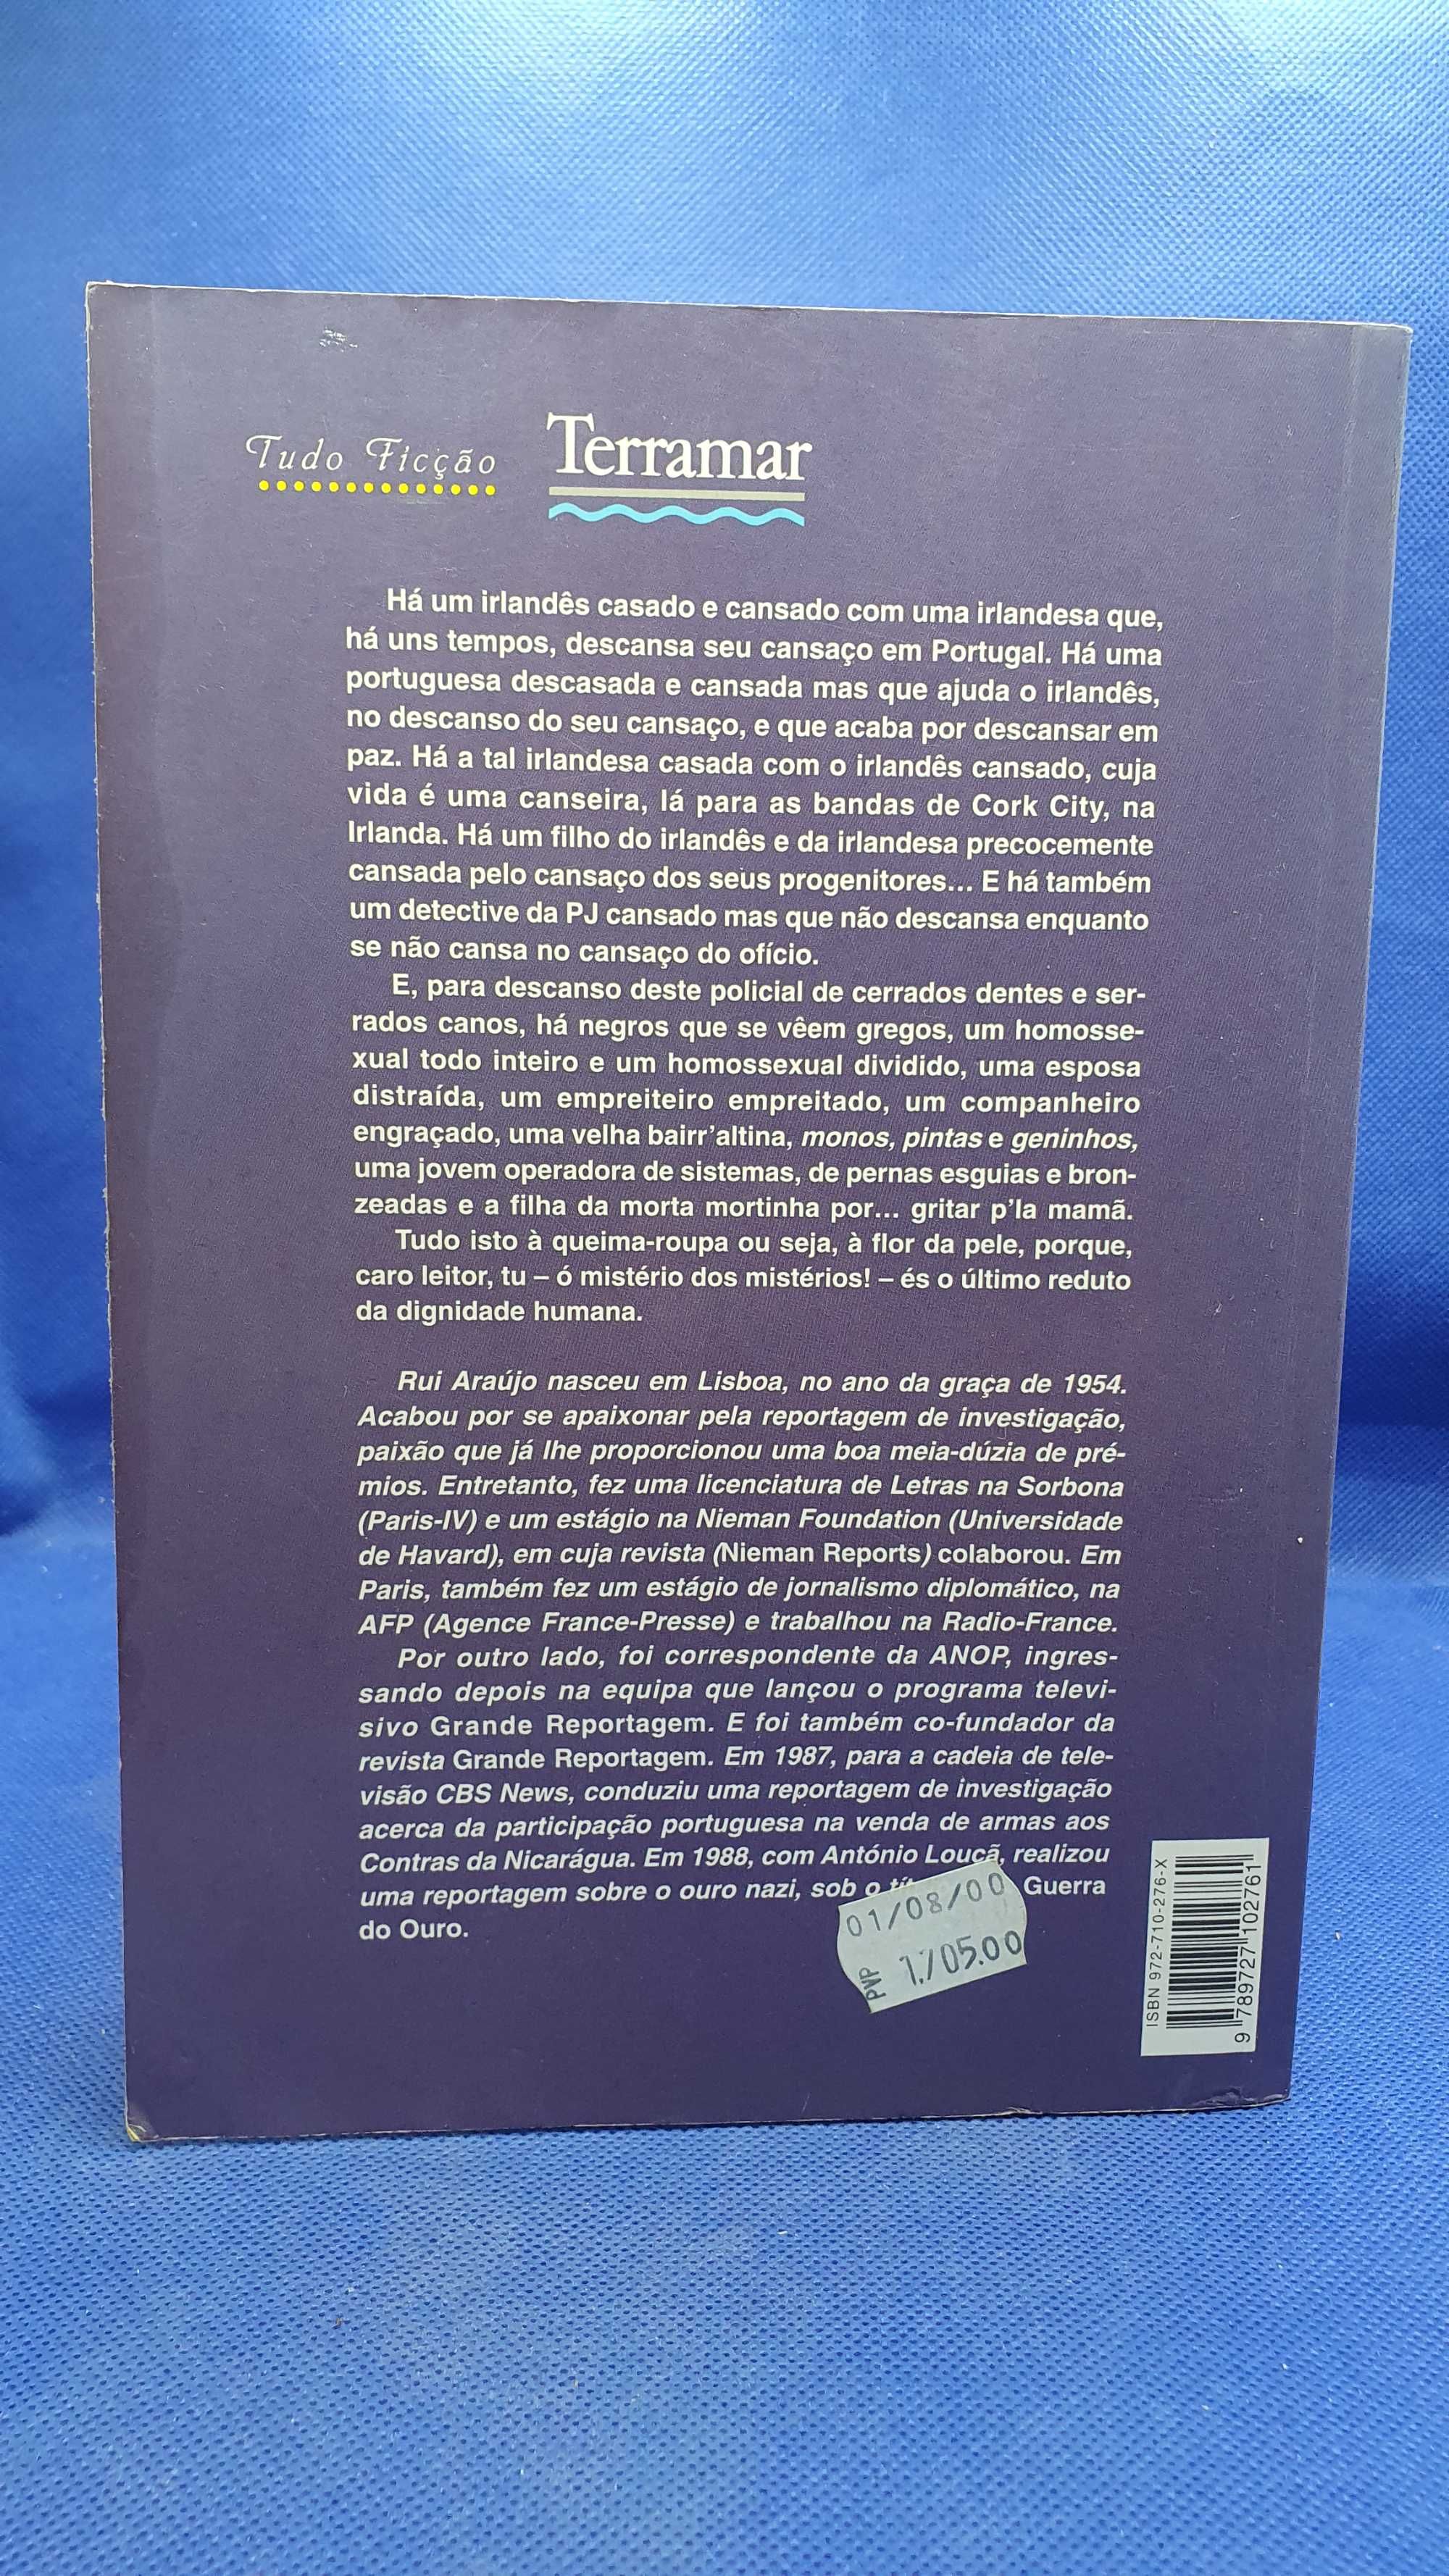 Tudo Ficção
Terramar
Há um irlandês casado e cansado com uma irlandesa que,
há uns tempos, descansa seu cansaço em Portugal. Há uma
portuguesa descasada e cansada mas que ajuda o irlandês,
no descanso do seu cansaço, e que acaba por descansar em
paz. Há a tal irlandesa casada com o irlandês cansado, cuja
vida é uma canseira, lá para as bandas de Cork City, na
Irlanda. Há um filho do irlandês e da irlandesa precocemente
cansada pelo cansaço dos seus progenitores... E há também
um detective da PJ cansado mas que não descansa enquanto
se não cansa no cansaço do ofício.
E, para descanso deste policial de cerrados dentes e ser-
rados canos, há negros que se vêem gregos, um homosse-
xual todo inteiro e um homossexual dividido, uma esposa
distraída, um empreiteiro empreitado, um companheiro
engraçado, uma velha bairr'altina, monos, pintas e geninhos,
uma jovem operadora de sistemas, de pernas esguias e bron-
zeadas e a filha da morta mortinha por... gritar p'la mamã.
Tudo isto à queima-roupa ou seja, à flor da pele, porque,
caro leitor, tu – ó mistério dos mistérios! – és o último reduto
da dignidade humana.
Rui Araújo nasceu em Lisboa, no ano da graça de 1954.
Acabou por se apaixonar pela reportagem de investigação,
paixão que já lhe proporcionou uma boa meia-dúzia de pré-
mios. Entretanto, fez uma licenciatura de Letras na Sorbona
(Paris-IV) e um estágio na Nieman Foundation (Universidade
de Havard), em cuja revista (Nieman Reports) colaborou. Em
Paris, também fez um estágio de jornalismo diplomático, na
AFP (Agence France-Presse) e trabalhou na Radio-France.
Por outro lado, foi correspondente da ANOP, ingres-
sando depois na equipa que lançou o programa televi-
sivo Grande Reportagem. E foi também co-fundador da
revista Grande Reportagem. Em 1987, para a cadeia de tele-
visão CBS News, conduziu uma reportagem de investigação
acerca da participação portuguesa na venda de armas aos
Contras da Nicarágua. Em 1988, com António Louçã, realizou
uma reportagem sobre o ouro nazi, sob o Guerra
do Ouro.
01/08/00
PVP 1.705.00
ISBN 972-710-276-X
9 789727 102761